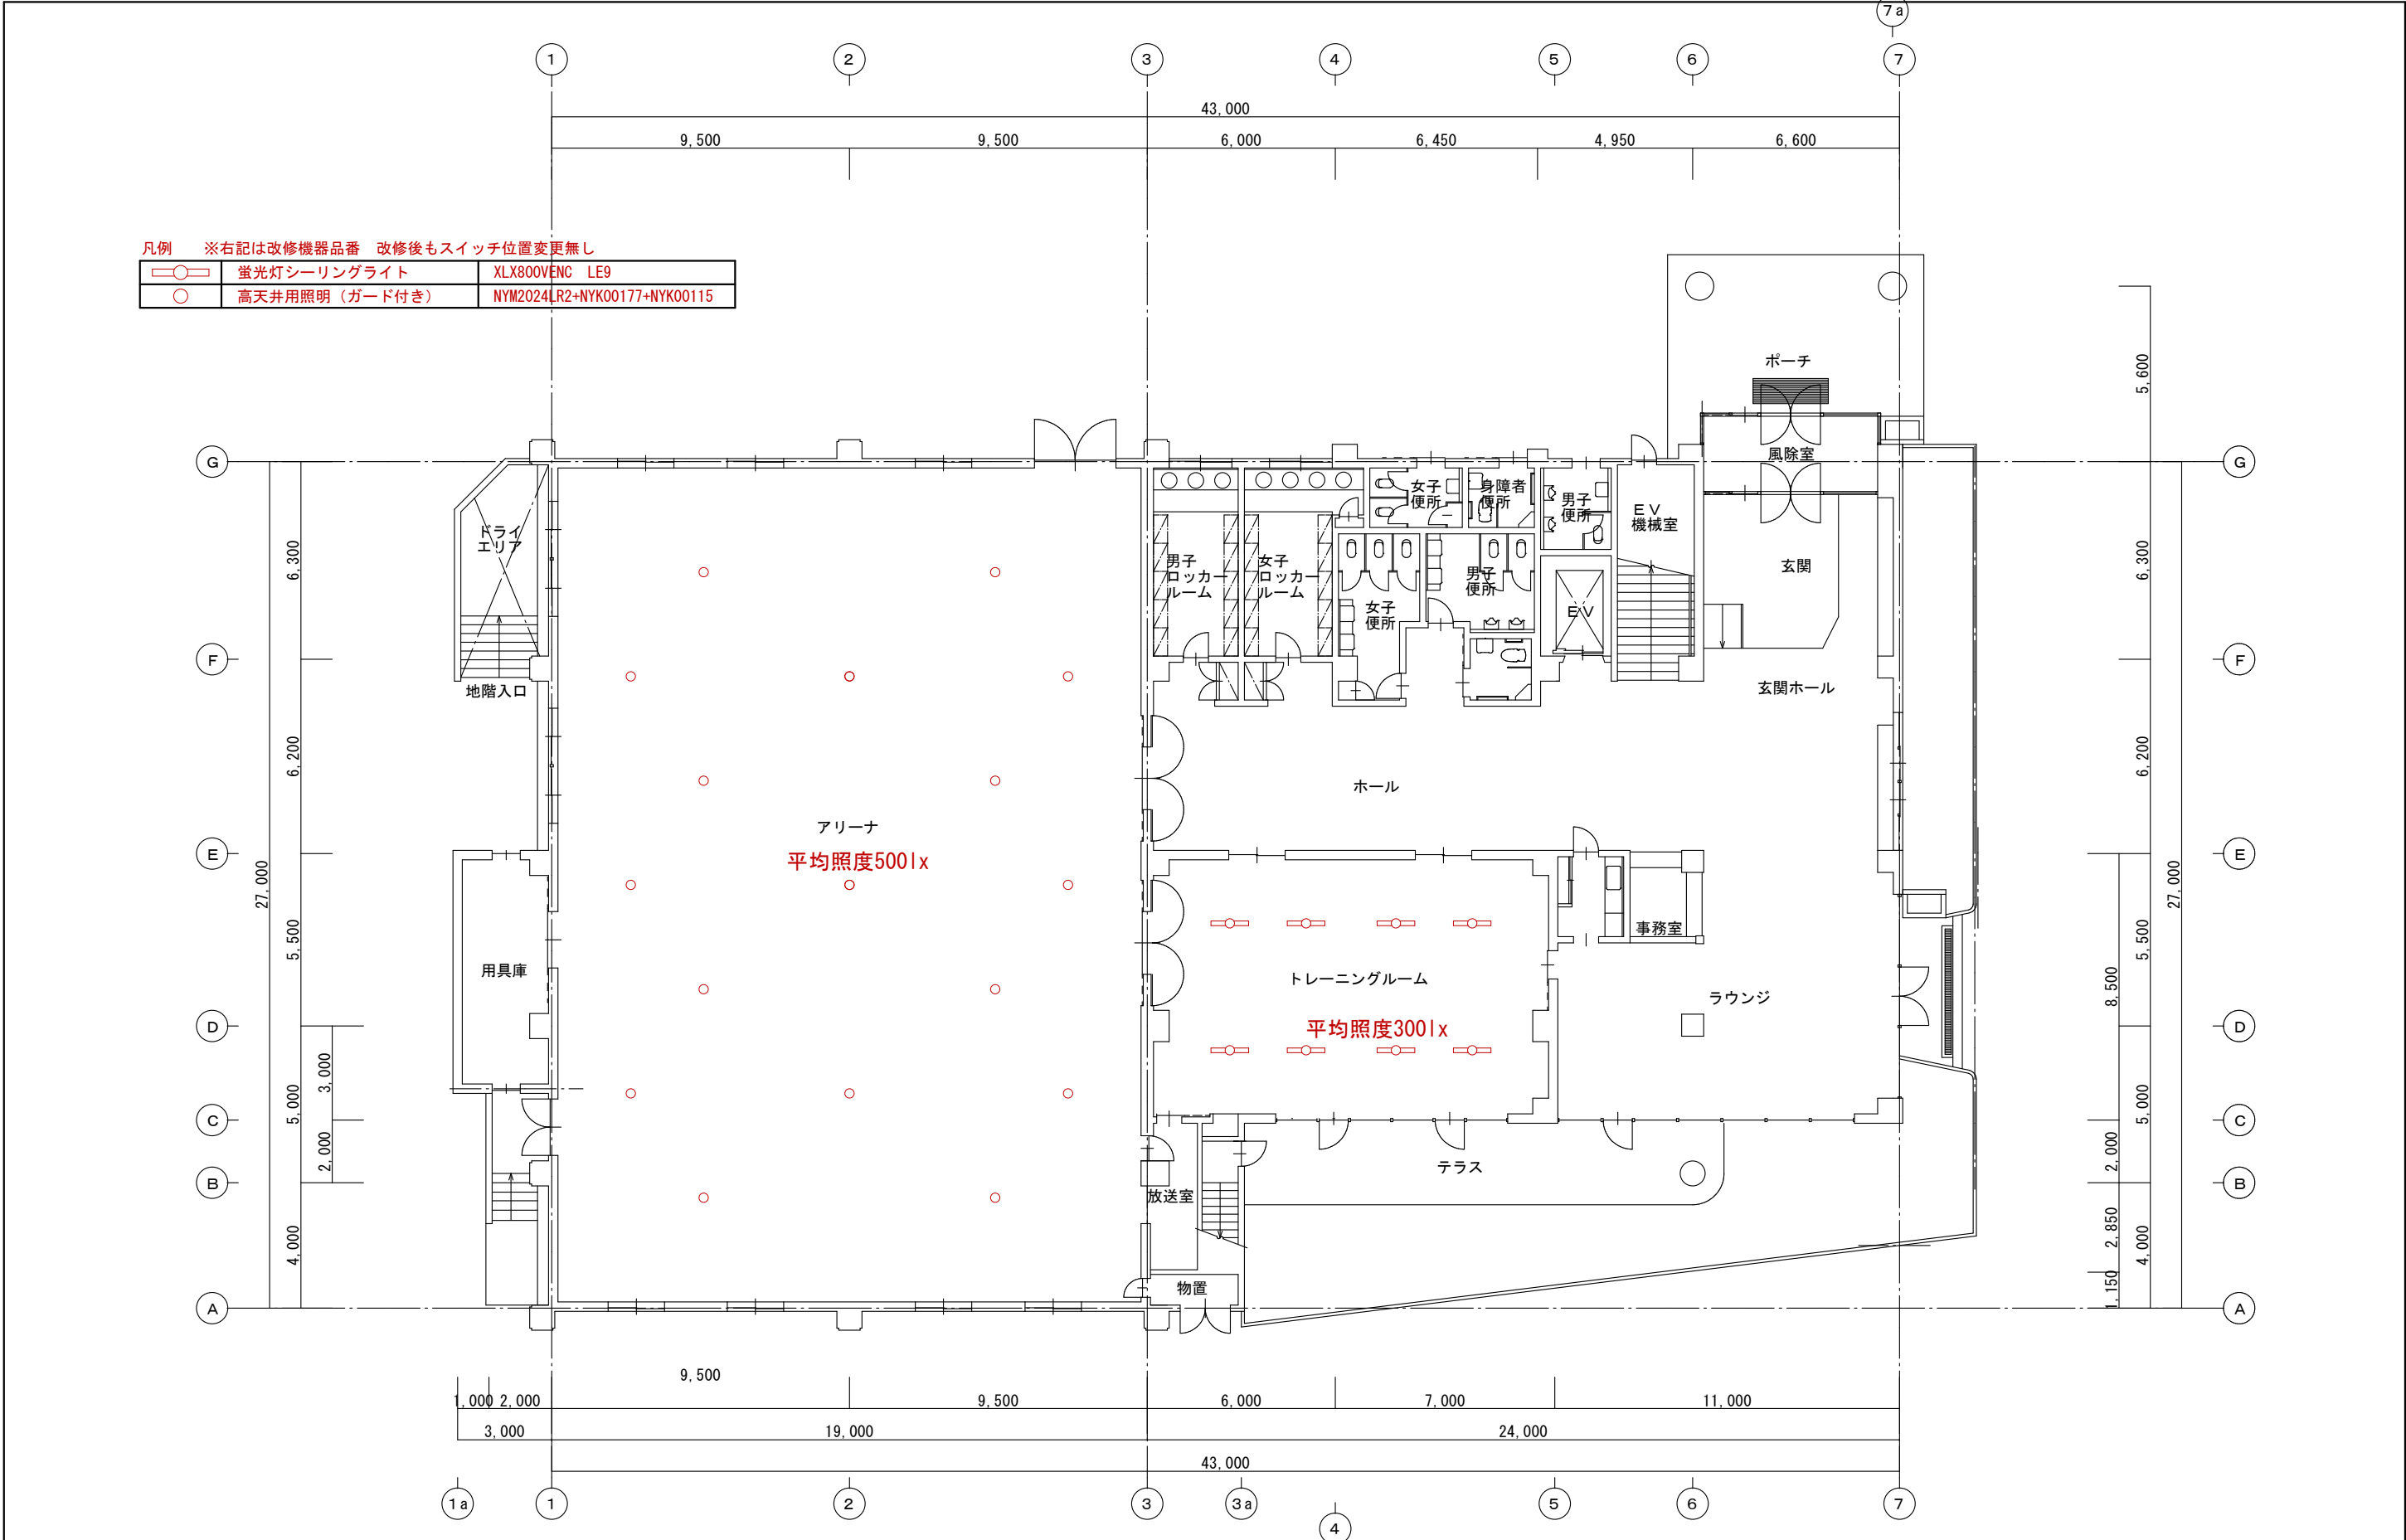 7a
1 2 3 4 5 6 7
43,000
9,500 9,500 6,000 6,450 4,950 6,600
凡例 ※右記は改修機器品番 改修後もスイッチ位置変更無し
蛍光灯シーリングライト XLX800VENC LE9
高天井用照明（ガード付き） NYM2024LR2+NYK00177+NYK00115
ポーチ
5,600
G
風除室
G
女子
便所
身障者
便所
男子
便所
EV
機械室
ドライ
エリア
6,300
男子
ロッカー
ルーム
女子
ロッカー
ルーム
男子
便所
女子
便所
EV
玄関
6,300
F
地階入口
玄関ホール
F
6,200
ホール
6,200
アリーナ
平均照度500lx
E
E
27,000
5,500
用具庫
事務室
トレーニングルーム
平均照度300lx
ラウンジ
8,500
5,500
27,000
D
D
3,000
5,000
2,000
C
C
5,000
2,000
テラス
B
放送室
B
4,000
2,850
4,000
1,150
物置
A
A
9,500
1,000 2,000 9,500 6,000 7,000 11,000
3,000 19,000 24,000
43,000
1a 1 2 3 3a 5 6 7
4